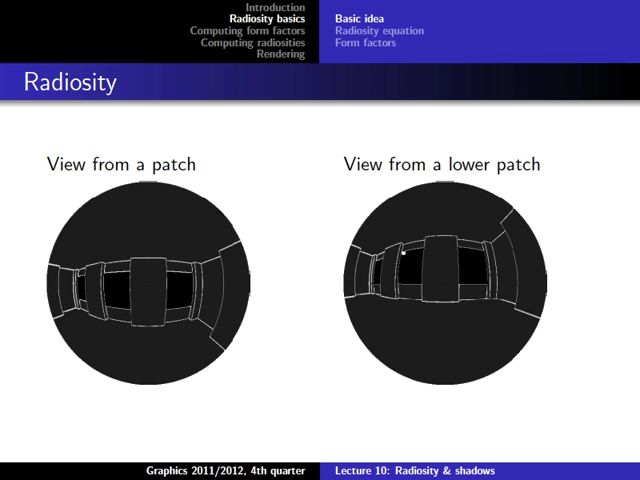 Introduction
Radiosity basics
Computing form factors
Computing radiosities
Rendering
Basic idea
Radiosity equation
Form factors
Radiosity
View from a patch
View from a lower patch
Graphics 2011/2012, 4th quarter
Lecture 10: Radiosity & shadows